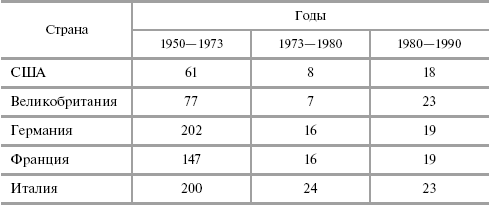 Страна Годы
1950—1973 1973—1980 1980—1990
США 61 8 18
Великобритания 77 7 23
Германия 202 16 19
Франция 147 16 19
Италия 200 24 23